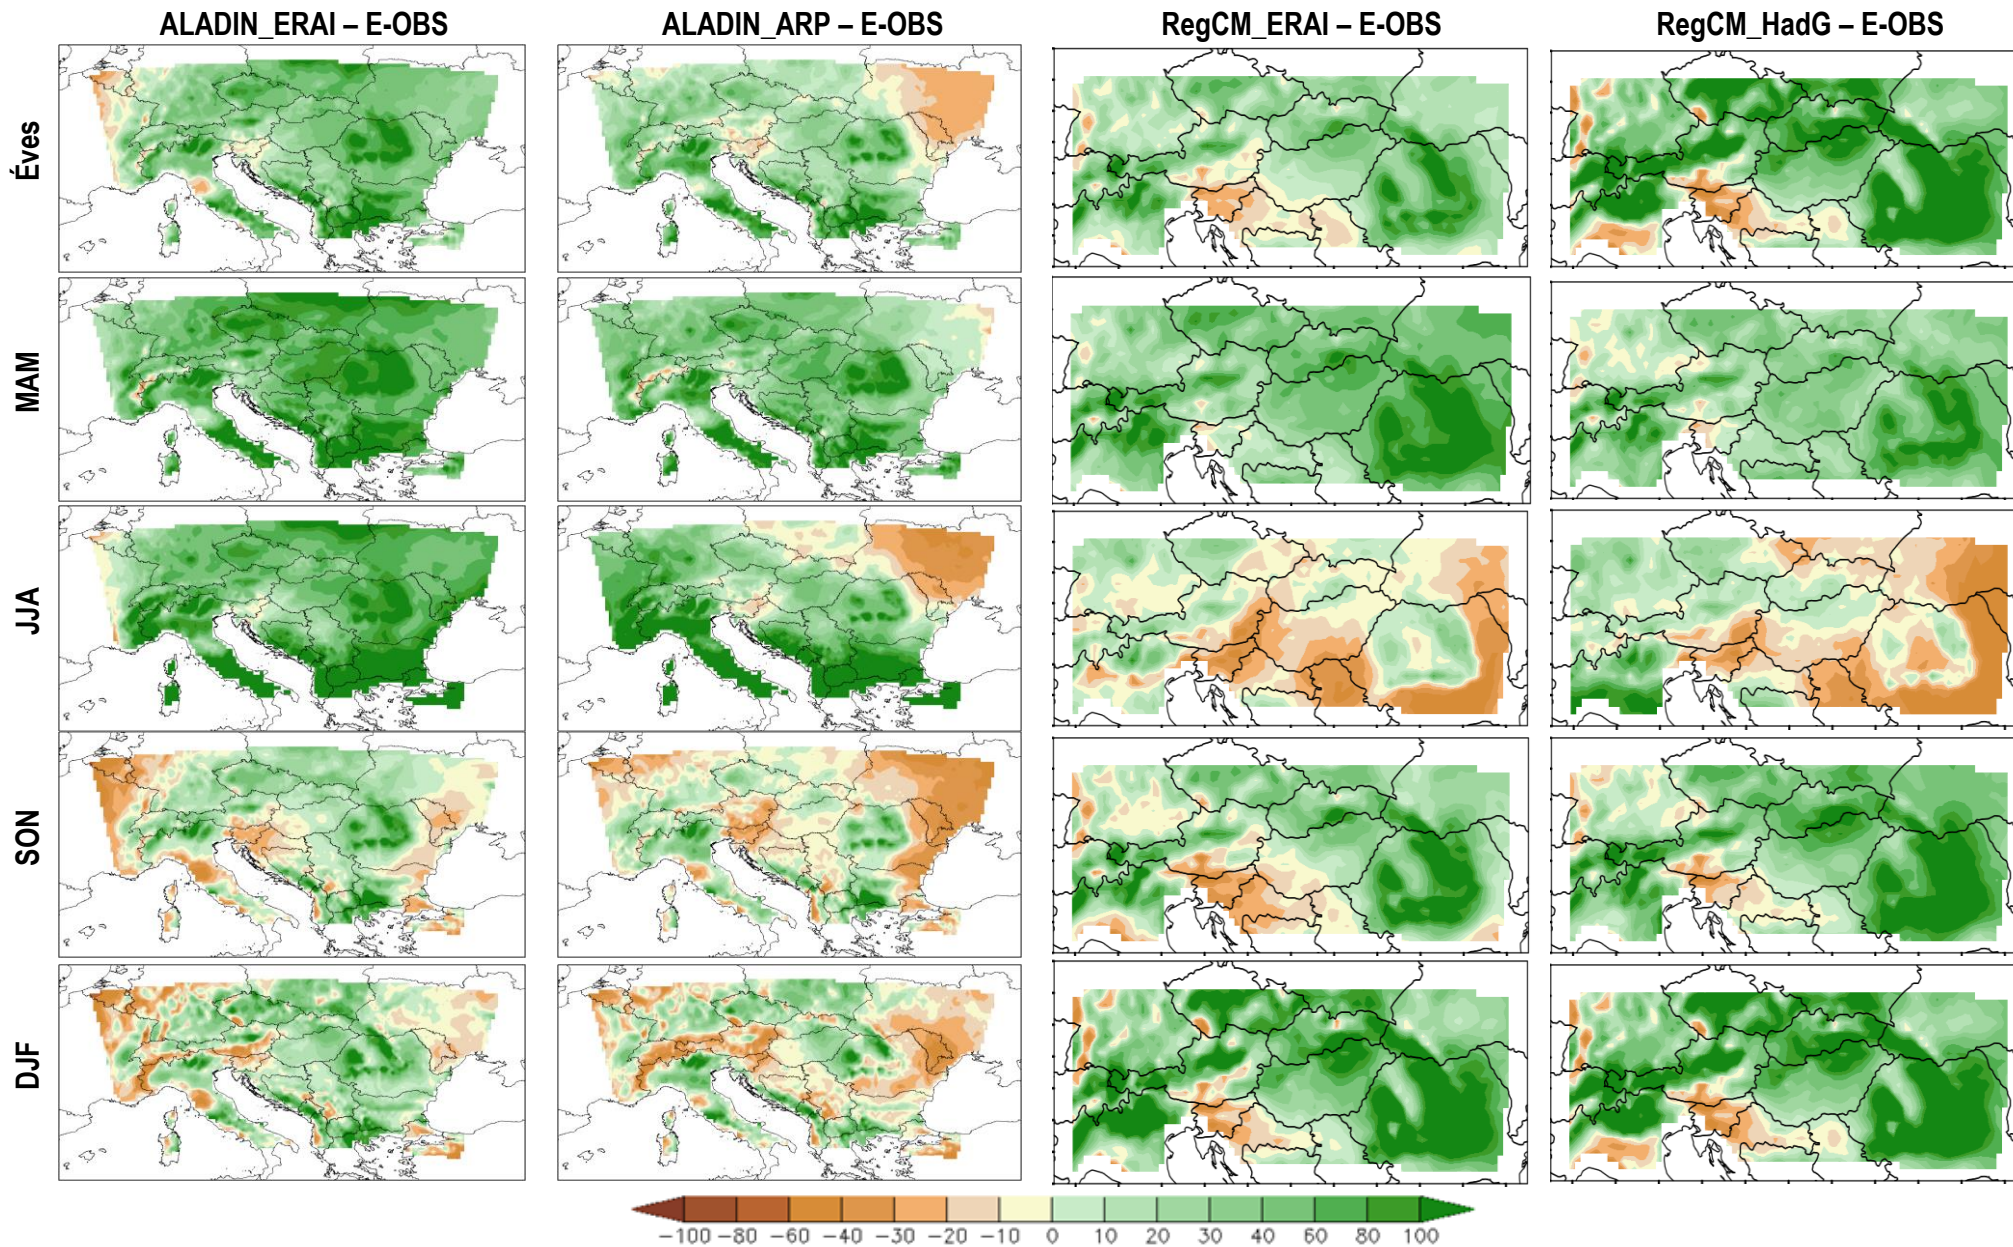 ALADIN_ERAI – E-OBS
ALADIN_ARP – E-OBS
RegCM_ERAI – E-OBS
RegCM_HadG – E-OBS
Éves
MAM
JJA
SON
DJF
−100 −80 −60 −40 −30 −20 −10 0 10 20 30 40 60 80 100